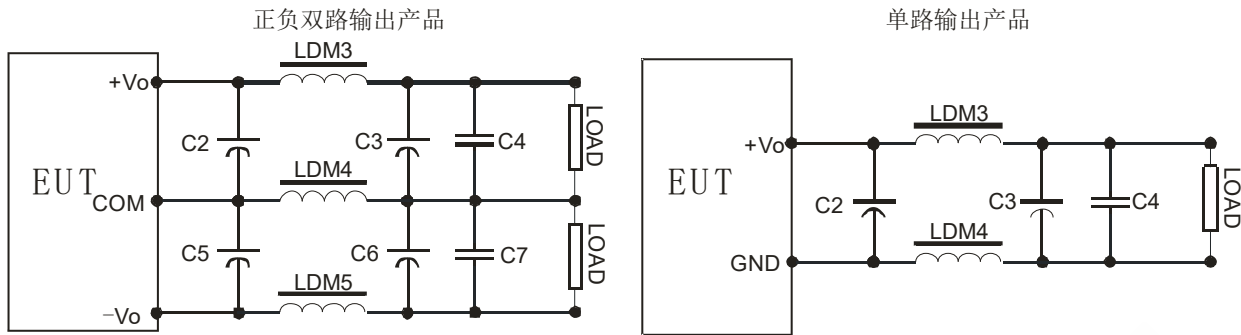 正负双路输出产品
LDM3
+Vo
C2
C3
C4
LOAD
EUT
LDM4
COM
C5
C6
C7
LOAD
LDM5
−Vo
单路输出产品
LDM3
+Vo
EUT
C2
C3
C4
LOAD
LDM4
GND